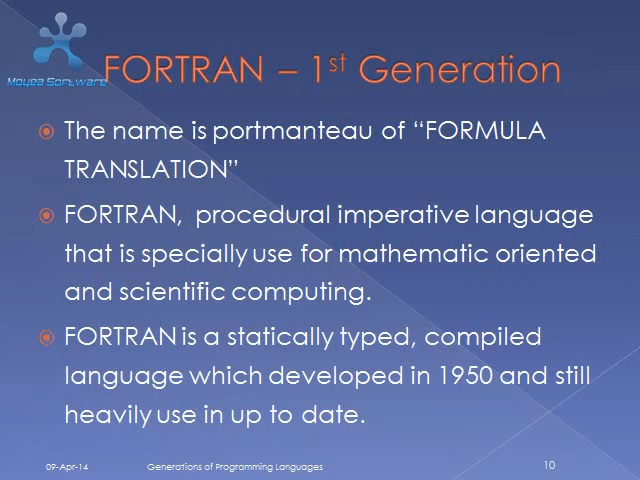 Moyea Software
FORTRAN – 1st Generation
The name is portmanteau of “FORMULA
TRANSLATION”
FORTRAN, procedural imperative language
that is specially use for mathematic oriented
and scientific computing.
FORTRAN is a statically typed, compiled
language which developed in 1950 and still
heavily use in up to date.
09-Apr-14 Generations of Programming Languages 10